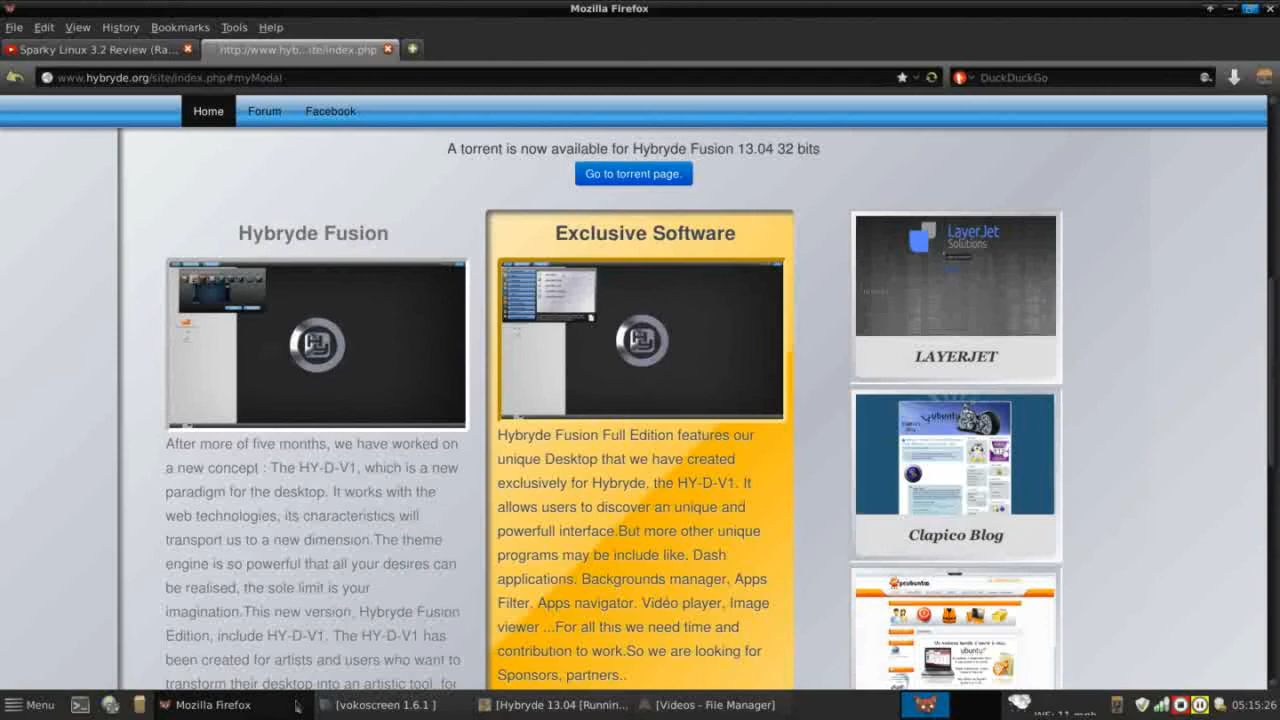 Mozilla Firefox
File Edit View History Bookmarks Tools Help
Sparky Linux 3.2 Review (Ra...
http://www.hyb...ite/index.php
www.hybryde.org/site/index.php#myModal
DuckDuckGo
Home Forum Facebook
A torrent is now available for Hybryde Fusion 13.04 32 bits
Go to torrent page.
Hybryde Fusion
After more of five months, we have worked on
a new concept : The HY-D-V1, which is a new
paradigm for the desktop. It works with the
web technologies, its characteristics will
transport us to a new dimension.The theme
engine is so powerful that all your desires can
be realised, the sole limit is your
imagination.This new version, Hybryde Fusion
Edition, include HY-D-V1. The HY-D-V1 has
been created is and users who want to
into an artistic tool
Exclusive Software
Hybryde Fusion Full Edition features our
unique Desktop that we have created
exclusively for Hybryde, the HY-D-V1. It
allows users to discover an unique and
powerfull interface.But more other unique
programs may be include like. Dash
applications. Backgrounds manager, Apps
Filter. Apps navigator. Video player, Image
viewer ...For all this we need time and
contribution to work.So we are looking for
Sponsors, partners..
LayerJet
Solutions
LAYERJET
ubuntu
Clapico Blog
ubuntu
Menu
Mozilla Firefox
[vokoscreen 1.6.1 ]
[Hybryde 13.04 [Runnin...
[Videos - File Manager]
05:15:26